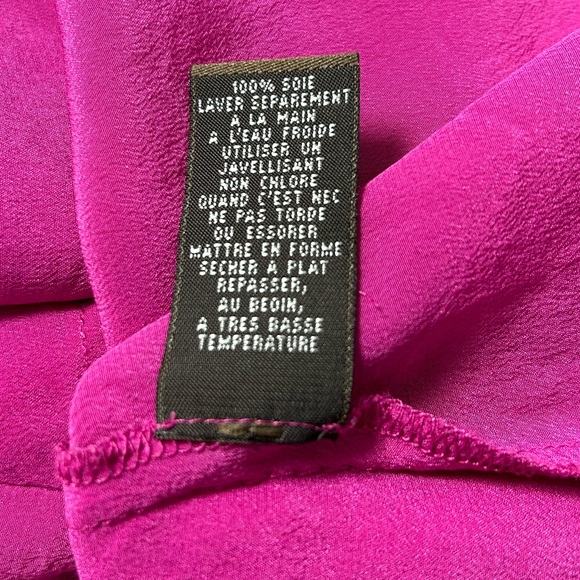 100% SOIE
LAVER SEPAREMENT
A LA MAIN
A L'EAU FROIDE
UTILISER UN
JAVELLISANT
NON CHLORE
QUAND C'EST NEC
NE PAS TORDE
OU ESSORER
MATTRE EN FORME
SECHER A PLAT
REPASSER,
AU BEOIN,
A TRES BASSE
TEMPERATURE